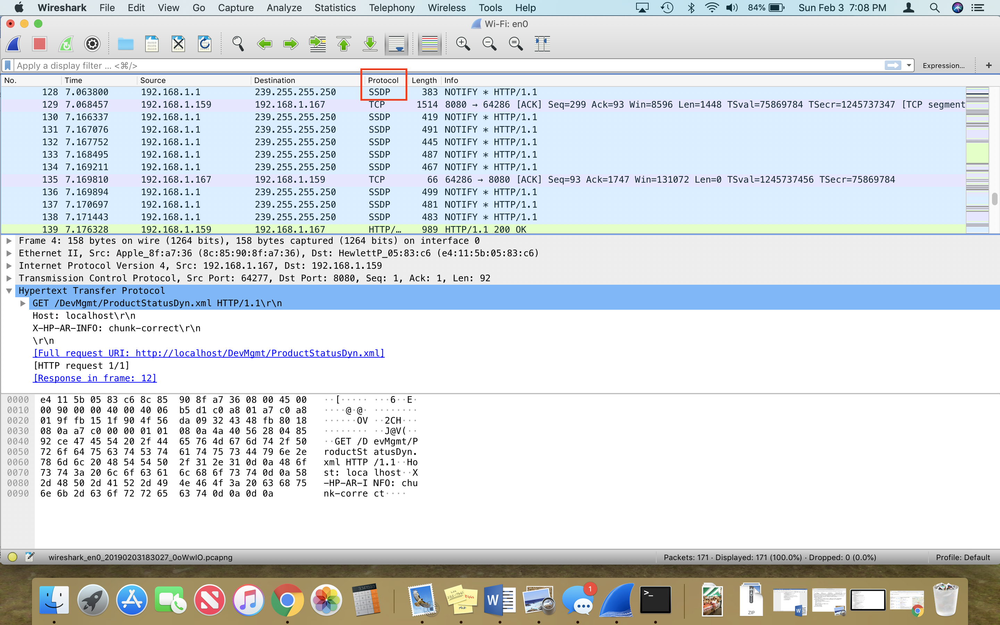 Wireshark File Edit View Go Capture Analyze Statistics Telephony Wireless Tools Help 84% Sun Feb 3 7:08 PM
Wi-Fi: en0
Apply a display filter ... <⌘/> Expression... +
No. Time Source Destination Protocol Length Info
128 7.063800 192.168.1.1 239.255.255.250 SSDP 383 NOTIFY * HTTP/1.1
129 7.068457 192.168.1.159 192.168.1.167 TCP 1514 8080 → 64286 [ACK] Seq=299 Ack=93 Win=8596 Len=1448 TSval=75869784 TSecr=1245737347 [TCP segment
130 7.166337 192.168.1.1 239.255.255.250 SSDP 419 NOTIFY * HTTP/1.1
131 7.167076 192.168.1.1 239.255.255.250 SSDP 491 NOTIFY * HTTP/1.1
132 7.167752 192.168.1.1 239.255.255.250 SSDP 445 NOTIFY * HTTP/1.1
133 7.168495 192.168.1.1 239.255.255.250 SSDP 487 NOTIFY * HTTP/1.1
134 7.169211 192.168.1.1 239.255.255.250 SSDP 467 NOTIFY * HTTP/1.1
135 7.169810 192.168.1.167 192.168.1.159 TCP 66 64286 → 8080 [ACK] Seq=93 Ack=1747 Win=131072 Len=0 TSval=1245737456 TSecr=75869784
136 7.169894 192.168.1.1 239.255.255.250 SSDP 499 NOTIFY * HTTP/1.1
137 7.170697 192.168.1.1 239.255.255.250 SSDP 481 NOTIFY * HTTP/1.1
138 7.171443 192.168.1.1 239.255.255.250 SSDP 483 NOTIFY * HTTP/1.1
139 7.176328 192.168.1.159 192.168.1.167 HTTP/… 989 HTTP/1.1 200 OK
Frame 4: 158 bytes on wire (1264 bits), 158 bytes captured (1264 bits) on interface 0
Ethernet II, Src: Apple_8f:a7:36 (8c:85:90:8f:a7:36), Dst: HewlettP_05:83:c6 (e4:11:5b:05:83:c6)
Internet Protocol Version 4, Src: 192.168.1.167, Dst: 192.168.1.159
Transmission Control Protocol, Src Port: 64277, Dst Port: 8080, Seq: 1, Ack: 1, Len: 92
Hypertext Transfer Protocol
GET /DevMgmt/ProductStatusDyn.xml HTTP/1.1\r\n
Host: localhost\r\n
X-HP-AR-INFO: chunk-correct\r\n
\r\n
[Full request URI: http://localhost/DevMgmt/ProductStatusDyn.xml]
[HTTP request 1/1]
[Response in frame: 12]
0000 e4 11 5b 05 83 c6 8c 85 90 8f a7 36 08 00 45 00 ··[····· ···6··E·
0010 00 90 00 00 40 00 40 06 b5 d1 c0 a8 01 a7 c0 a8 ····@·@· ········
0020 01 9f fb 15 1f 90 4f 56 da 09 32 43 48 fb 80 18 ······OV ··2CH···
0030 08 0a a7 c0 00 00 01 01 08 0a 4a 40 56 28 04 85 ········ ··J@V(··
0040 92 ce 47 45 54 20 2f 44 65 76 4d 67 6d 74 2f 50 ··GET /D evMgmt/P
0050 72 6f 64 75 63 74 53 74 61 74 75 73 44 79 6e 2e roductSt atusDyn.
0060 78 6d 6c 20 48 54 54 50 2f 31 2e 31 0d 0a 48 6f xml HTTP /1.1··Ho
0070 73 74 3a 20 6c 6f 63 61 6c 68 6f 73 74 0d 0a 58 st: loca lhost··X
0080 2d 48 50 2d 41 52 2d 49 4e 46 4f 3a 20 63 68 75 -HP-AR-I NFO: chu
0090 6e 6b 2d 63 6f 72 72 65 63 74 0d 0a 0d 0a nk-corre ct····
wireshark_en0_20190203183027_0oWwIO.pcapng Packets: 171 · Displayed: 171 (100.0%) · Dropped: 0 (0.0%) Profile: Default
3.141593
1
ZIP